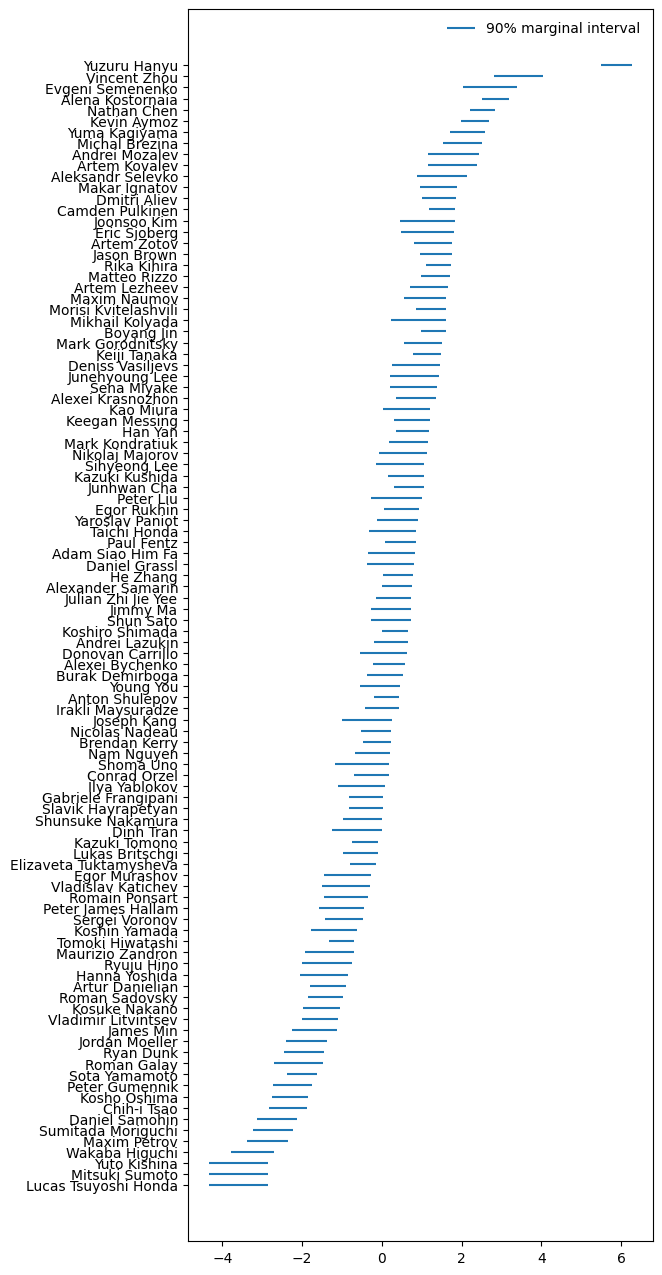 90% marginal interval
Yuzuru Hanyu
Vincent Zhou
Evgeni Semenenko
Alena Kostornaia
Nathan Chen
Kevin Aymoz
Yuma Kagiyama
Michal Brezina
Andrei Mozalev
Artem Kovalev
Aleksandr Selevko
Makar Ignatov
Dmitri Aliev
Camden Pulkinen
Joonsoo Kim
Eric Sjoberg
Artem Zotov
Jason Brown
Rika Kihira
Matteo Rizzo
Artem Lezheev
Maxim Naumov
Morisi Kvitelashvili
Mikhail Kolyada
Boyang Jin
Mark Gorodnitsky
Keiji Tanaka
Deniss Vasiljevs
Junehyoung Lee
Sena Miyake
Alexei Krasnozhon
Kao Miura
Keegan Messing
Han Yan
Mark Kondratiuk
Nikolaj Majorov
Sihyeong Lee
Kazuki Kushida
Junhwan Cha
Peter Liu
Egor Rukhin
Yaroslav Paniot
Taichi Honda
Paul Fentz
Adam Siao Him Fa
Daniel Grassl
He Zhang
Alexander Samarin
Julian Zhi Jie Yee
Jimmy Ma
Shun Sato
Koshiro Shimada
Andrei Lazukin
Donovan Carrillo
Alexei Bychenko
Burak Demirboga
Young You
Anton Shulepov
Irakli Maysuradze
Joseph Kang
Nicolas Nadeau
Brendan Kerry
Nam Nguyen
Shoma Uno
Conrad Orzel
Ilya Yablokov
Gabriele Frangipani
Slavik Hayrapetyan
Shunsuke Nakamura
Dinh Tran
Kazuki Tomono
Lukas Britschgi
Elizaveta Tuktamysheva
Egor Murashov
Vladislav Katichev
Romain Ponsart
Peter James Hallam
Sergei Voronov
Koshin Yamada
Tomoki Hiwatashi
Maurizio Zandron
Ryuju Hino
Hanna Yoshida
Artur Danielian
Roman Sadovsky
Kosuke Nakano
Vladimir Litvintsev
James Min
Jordan Moeller
Ryan Dunk
Roman Galay
Sota Yamamoto
Peter Gumennik
Kosho Oshima
Chih-I Tsao
Daniel Samohin
Sumitada Moriguchi
Maxim Petrov
Wakaba Higuchi
Yuto Kishina
Mitsuki Sumoto
Lucas Tsuyoshi Honda
−4 −2 0 2 4 6